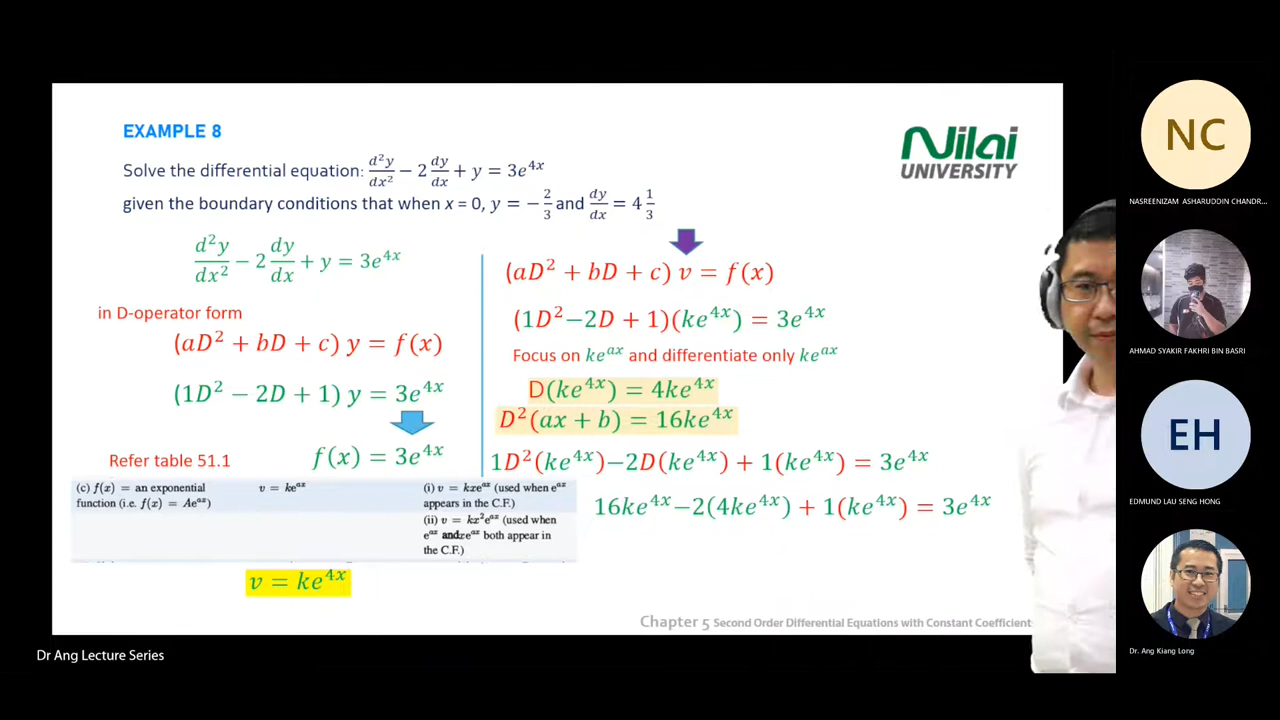 EXAMPLE 8
Nilai
UNIVERSITY
Solve the differential equation: d²y/dx² − 2 dy/dx + y = 3e^{4x}
given the boundary conditions that when x = 0, y = − 2/3 and dy/dx = 4 1/3
d²y/dx² − 2 dy/dx + y = 3e^{4x}
in D-operator form
(aD² + bD + c) y = f(x)
(1D² − 2D + 1) y = 3e^{4x}
f(x) = 3e^{4x}
Refer table 51.1
(c) f(x) = an exponential function (i.e. f(x) = Ae^{ax})
v = ke^{ax}
(i) v = kxe^{ax} (used when e^{ax}
appears in the C.F.)
(ii) v = kx²e^{ax} (used when
e^{ax} and xe^{ax} both appear in
the C.F.)
v = ke^{4x}
(aD² + bD + c) v = f(x)
(1D²−2D + 1)(ke^{4x}) = 3e^{4x}
Focus on ke^{ax} and differentiate only ke^{ax}
D(ke^{4x}) = 4ke^{4x}
D²(ax + b) = 16ke^{4x}
1D²(ke^{4x})−2D(ke^{4x}) + 1(ke^{4x}) = 3e^{4x}
16ke^{4x}−2(4ke^{4x}) + 1(ke^{4x}) = 3e^{4x}
Chapter 5 Second Order Differential Equations with Constant
Dr Ang Lecture Series
NC
NASREENIZAM ASHARUDDIN CHANDR...
AHMAD SYAKIR FAKHRI BIN BASRI
EH
EDMUND LAU SENG HONG
Dr. Ang Kiang Long